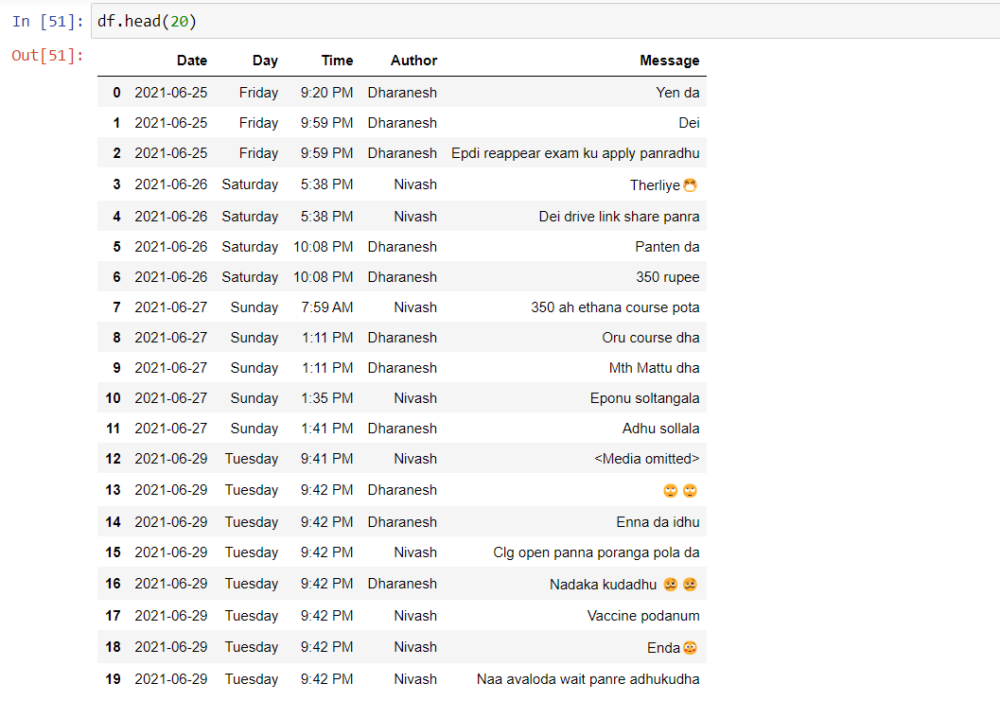 In [51]: df.head(20)
Out[51]:
Date Day Time Author Message
0 2021-06-25 Friday 9:20 PM Dharanesh Yen da
1 2021-06-25 Friday 9:59 PM Dharanesh Dei
2 2021-06-25 Friday 9:59 PM Dharanesh Epdi reappear exam ku apply panradhu
3 2021-06-26 Saturday 5:38 PM Nivash Therliye😁
4 2021-06-26 Saturday 5:38 PM Nivash Dei drive link share panra
5 2021-06-26 Saturday 10:08 PM Dharanesh Panten da
6 2021-06-26 Saturday 10:08 PM Dharanesh 350 rupee
7 2021-06-27 Sunday 7:59 AM Nivash 350 ah ethana course pota
8 2021-06-27 Sunday 1:11 PM Dharanesh Oru course dha
9 2021-06-27 Sunday 1:11 PM Dharanesh Mth Mattu dha
10 2021-06-27 Sunday 1:35 PM Nivash Eponu soltangala
11 2021-06-27 Sunday 1:41 PM Dharanesh Adhu sollala
12 2021-06-29 Tuesday 9:41 PM Nivash <Media omitted>
13 2021-06-29 Tuesday 9:42 PM Dharanesh 🙄🙄
14 2021-06-29 Tuesday 9:42 PM Dharanesh Enna da idhu
15 2021-06-29 Tuesday 9:42 PM Nivash Clg open panna poranga pola da
16 2021-06-29 Tuesday 9:42 PM Dharanesh Nadaka kudadhu 🥴🥴
17 2021-06-29 Tuesday 9:42 PM Nivash Vaccine podanum
18 2021-06-29 Tuesday 9:42 PM Nivash Enda😳
19 2021-06-29 Tuesday 9:42 PM Nivash Naa avaloda wait panre adhukudha